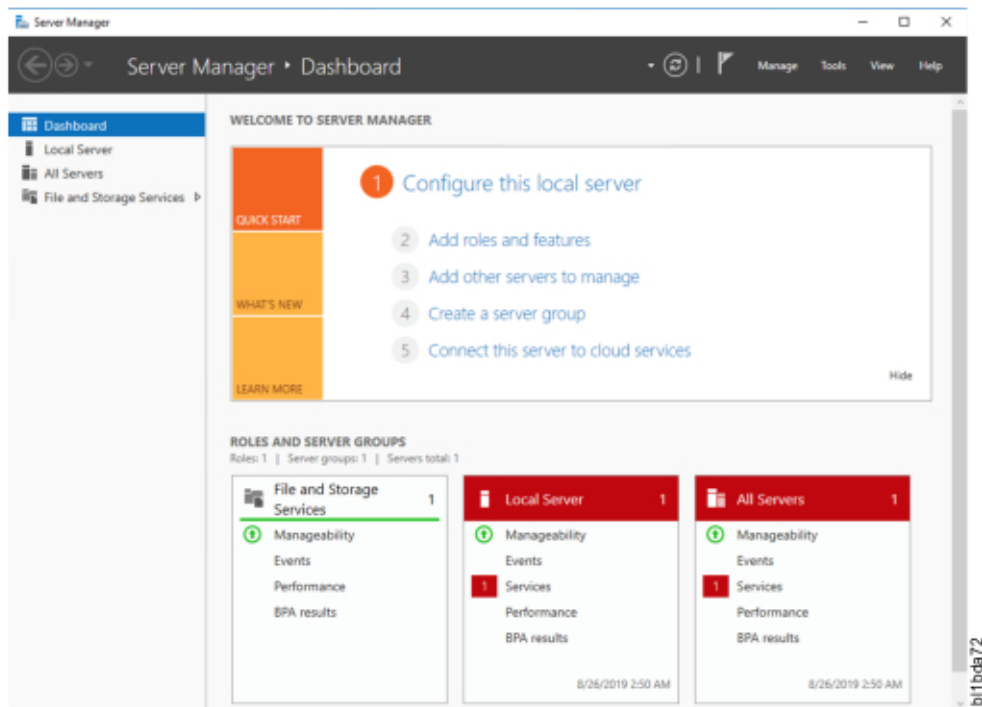 Server Manager
Server Manager • Dashboard
Manage Tools View Help
Dashboard
Local Server
All Servers
File and Storage Services
WELCOME TO SERVER MANAGER
QUICK START
WHAT'S NEW
LEARN MORE
1 Configure this local server
2 Add roles and features
3 Add other servers to manage
4 Create a server group
5 Connect this server to cloud services
Hide
ROLES AND SERVER GROUPS
Roles: 1 | Server groups: 1 | Servers total: 1
File and Storage
Services 1
Manageability
Events
Performance
BPA results
Local Server 1
Manageability
Events
1 Services
Performance
BPA results
8/26/2019 2:50 AM
All Servers 1
Manageability
Events
1 Services
Performance
BPA results
8/26/2019 2:50 AM
bl1bda72